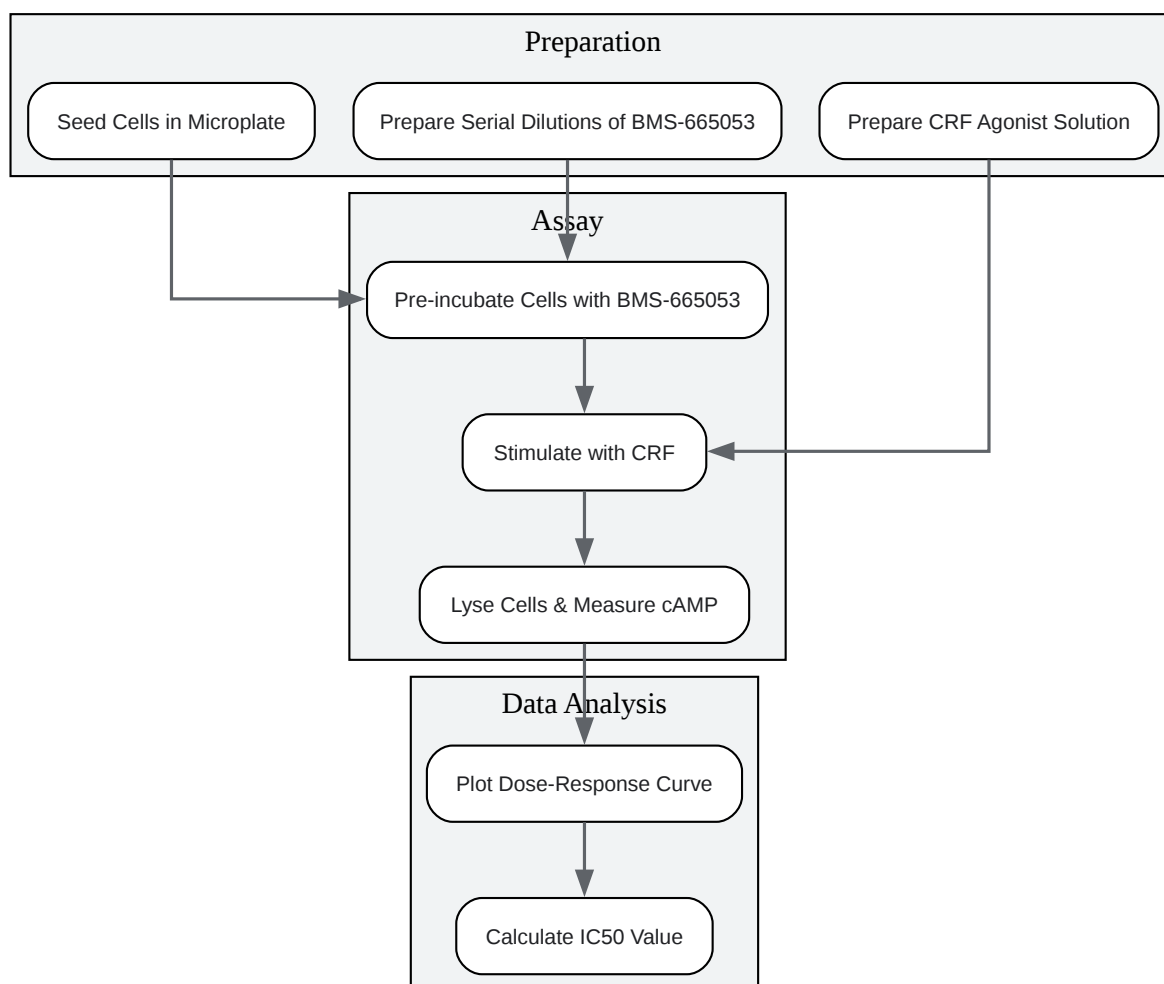 Preparation
Seed Cells in Microplate
Prepare Serial Dilutions of BMS-665053
Prepare CRF Agonist Solution
Assay
Pre-incubate Cells with BMS-665053
Stimulate with CRF
Lyse Cells & Measure cAMP
Data Analysis
Plot Dose-Response Curve
Calculate IC50 Value